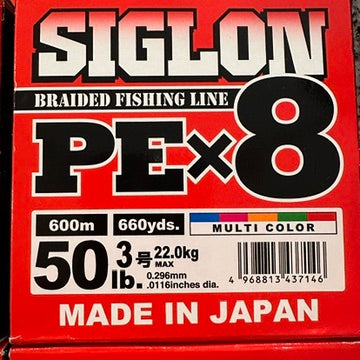 SIGLON
BRAIDED FISHING LINE
PE×8
600m 660yds. MULTI COLOR
50lb. 3号 22.0kg MAX
0.296mm
.0116inches dia.
4 968813 437146
MADE IN JAPAN